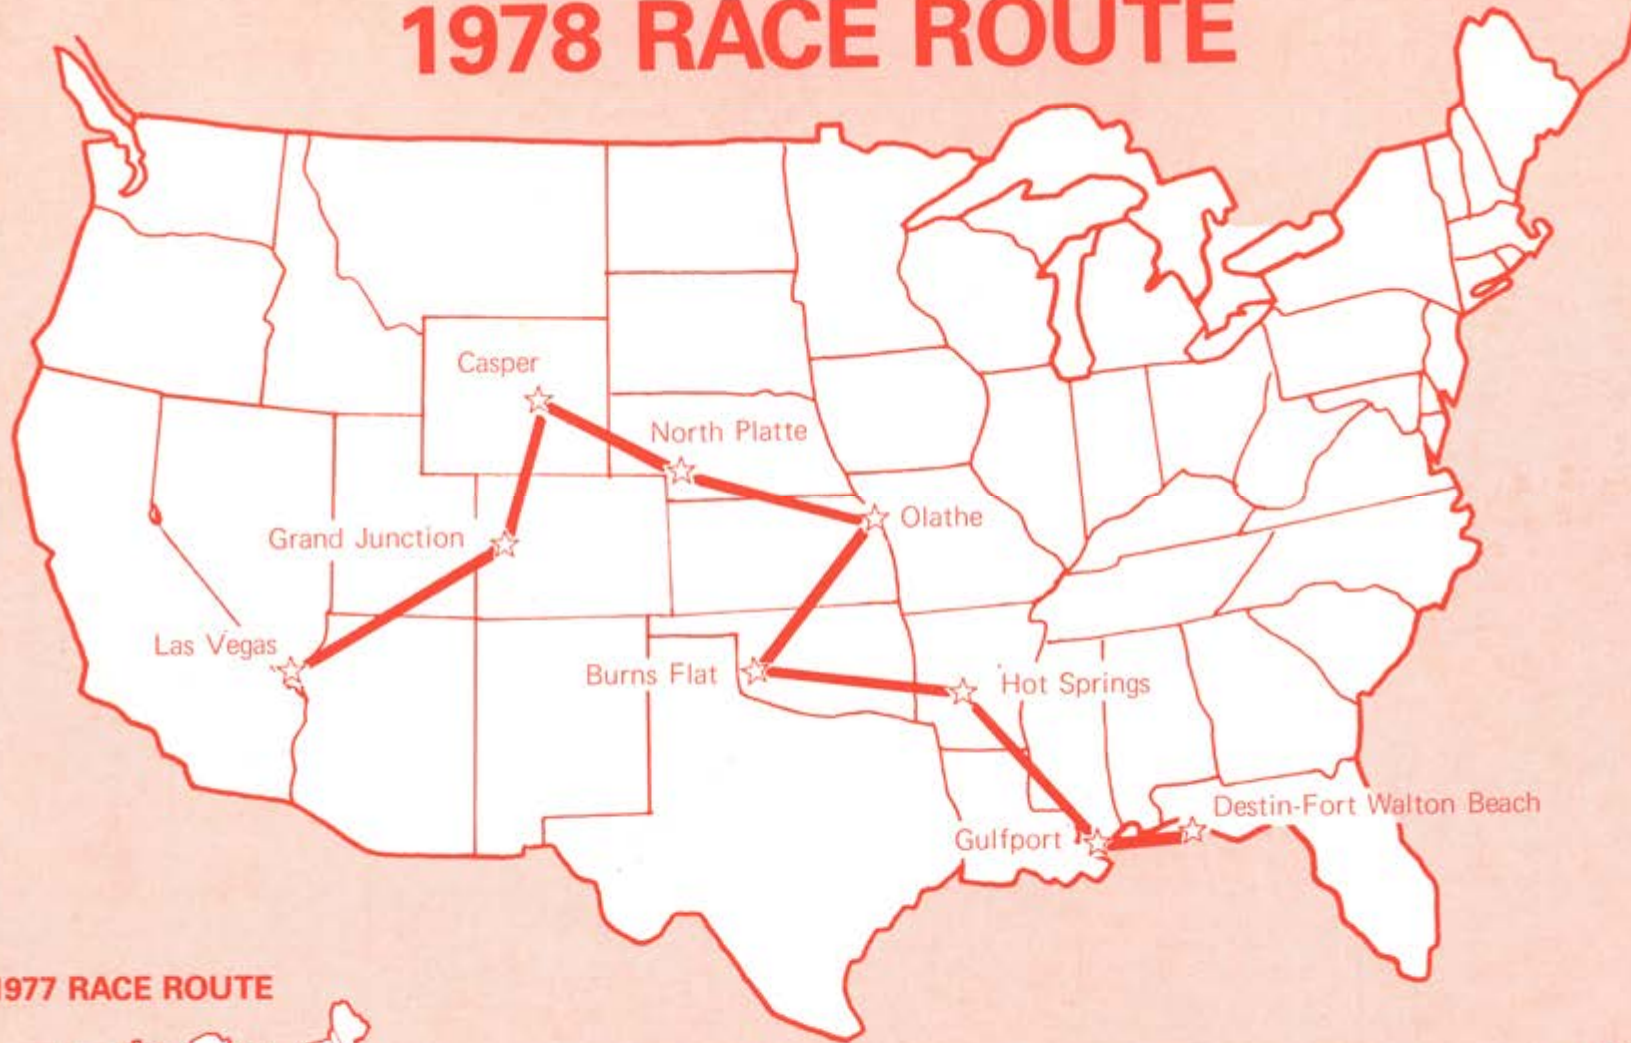 1978 RACE ROUTE
Casper
North Platte
Olathe
Grand Junction
Las Vegas
Burns Flat
Hot Springs
Destin-Fort Walton Beach
Gulfport
1977 RACE ROUTE